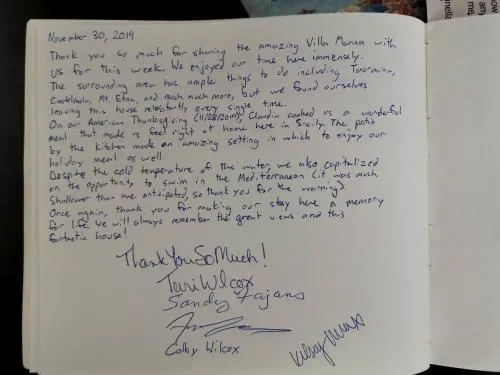 November 30, 2019
Thank you so much for sharing the amazing Villa Marina with
us for this week. We enjoyed our time here immensely.
The surrounding area has ample things to do including Taormina,
Castelmola, Mt. Etna, and much much more, but we found ourselves
leaving this house reluctantly every single time.
On our American Thanksgiving (11/28/2019), Claudia cooked us a wonderful
meal that made us feel right at home here in Sicily. The patio
by the kitchen made an amazing setting in which to enjoy our
holiday meal as well.
Despite the cold temperature of the water, we also capitalized
on the opportunity to swim in the Mediterranean (it was much
shallower than we anticipated, so thank you for the warning)
Once again, thank you for making our stay here a memory
for life. We will always remember the great views and this
fantastic house!
Thank You So Much!
Terri Wilcox
Sandy Fajans
Colby Wilcox